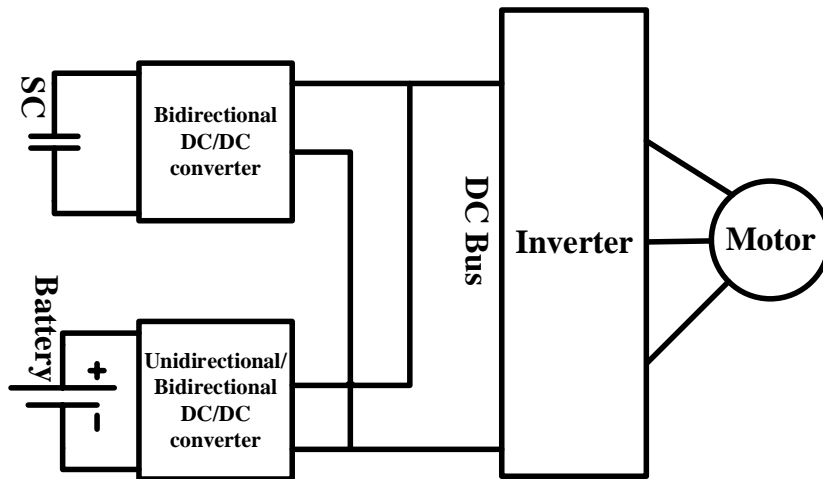 SC
Bidirectional
DC/DC
converter
Battery
+
−
Unidirectional/
Bidirectional
DC/DC
converter
DC Bus
Inverter
Motor